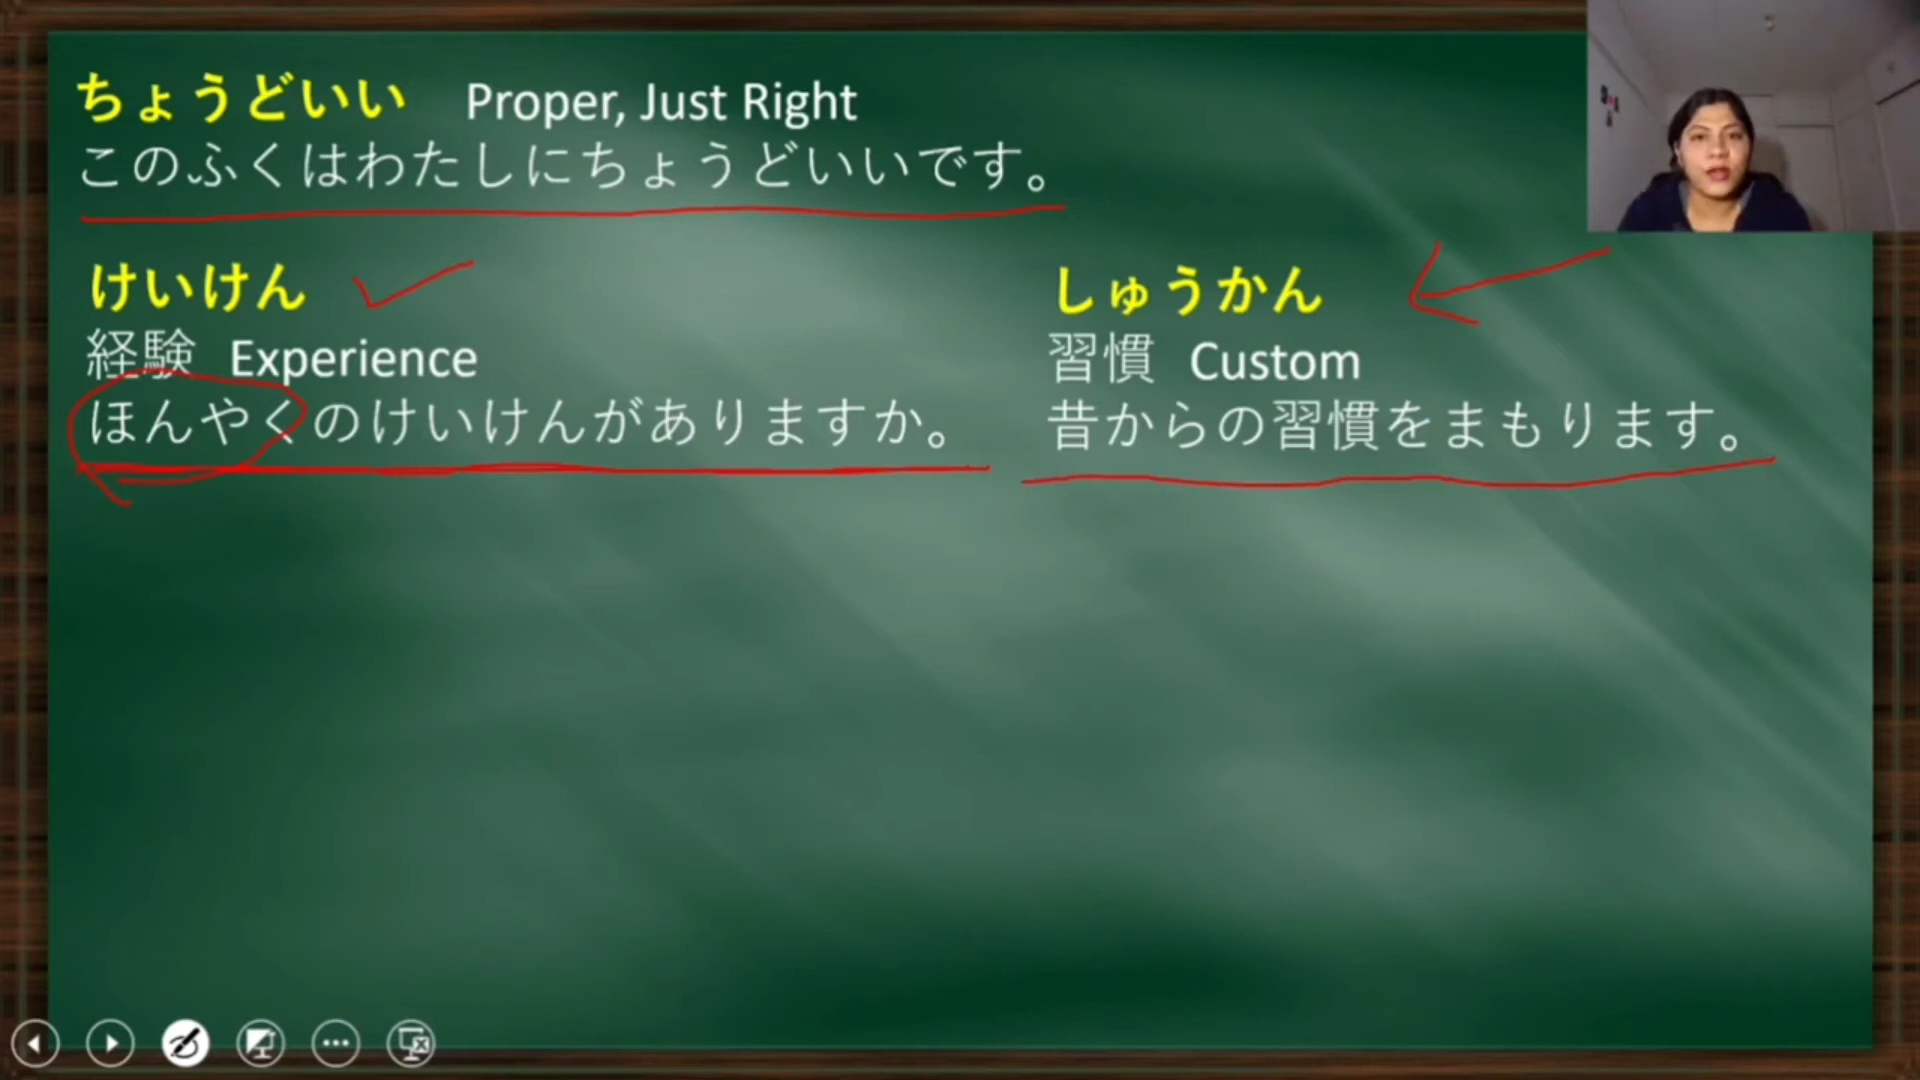 ちょうどいい Proper, Just Right
このふくはわたしにちょうどいいです。
けいけん
経験 Experience
ほんやくのけいけんがありますか。
しゅうかん
習慣 Custom
昔からの習慣をまもります。